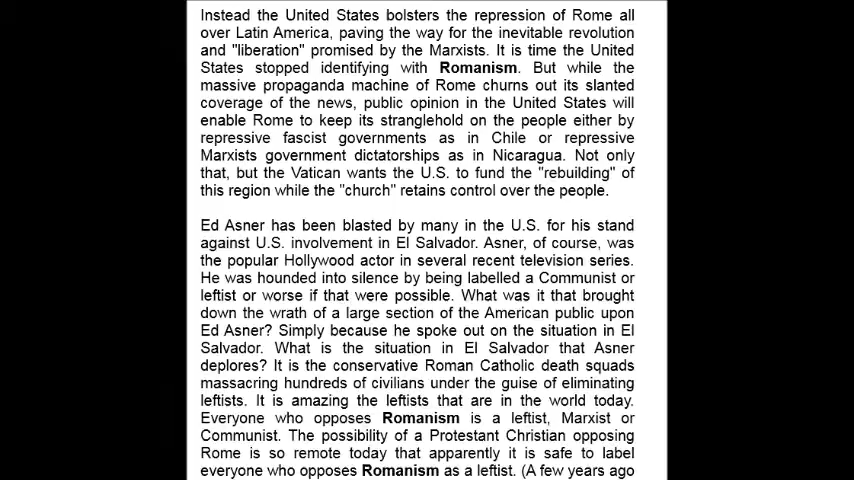 Instead the United States bolsters the repression of Rome all
over Latin America, paving the way for the inevitable revolution
and "liberation" promised by the Marxists. It is time the United
States stopped identifying with Romanism. But while the
massive propaganda machine of Rome churns out its slanted
coverage of the news, public opinion in the United States will
enable Rome to keep its stranglehold on the people either by
repressive fascist governments as in Chile or repressive
Marxists government dictatorships as in Nicaragua. Not only
that, but the Vatican wants the U.S. to fund the "rebuilding" of
this region while the "church" retains control over the people.

Ed Asner has been blasted by many in the U.S. for his stand
against U.S. involvement in El Salvador. Asner, of course, was
the popular Hollywood actor in several recent television series.
He was hounded into silence by being labelled a Communist or
leftist or worse if that were possible. What was it that brought
down the wrath of a large section of the American public upon
Ed Asner? Simply because he spoke out on the situation in El
Salvador. What is the situation in El Salvador that Asner
deplores? It is the conservative Roman Catholic death squads
massacring hundreds of civilians under the guise of eliminating
leftists. It is amazing the leftists that are in the world today.
Everyone who opposes Romanism is a leftist, Marxist or
Communist. The possibility of a Protestant Christian opposing
Rome is so remote today that apparently it is safe to label
everyone who opposes Romanism as a leftist. (A few years ago